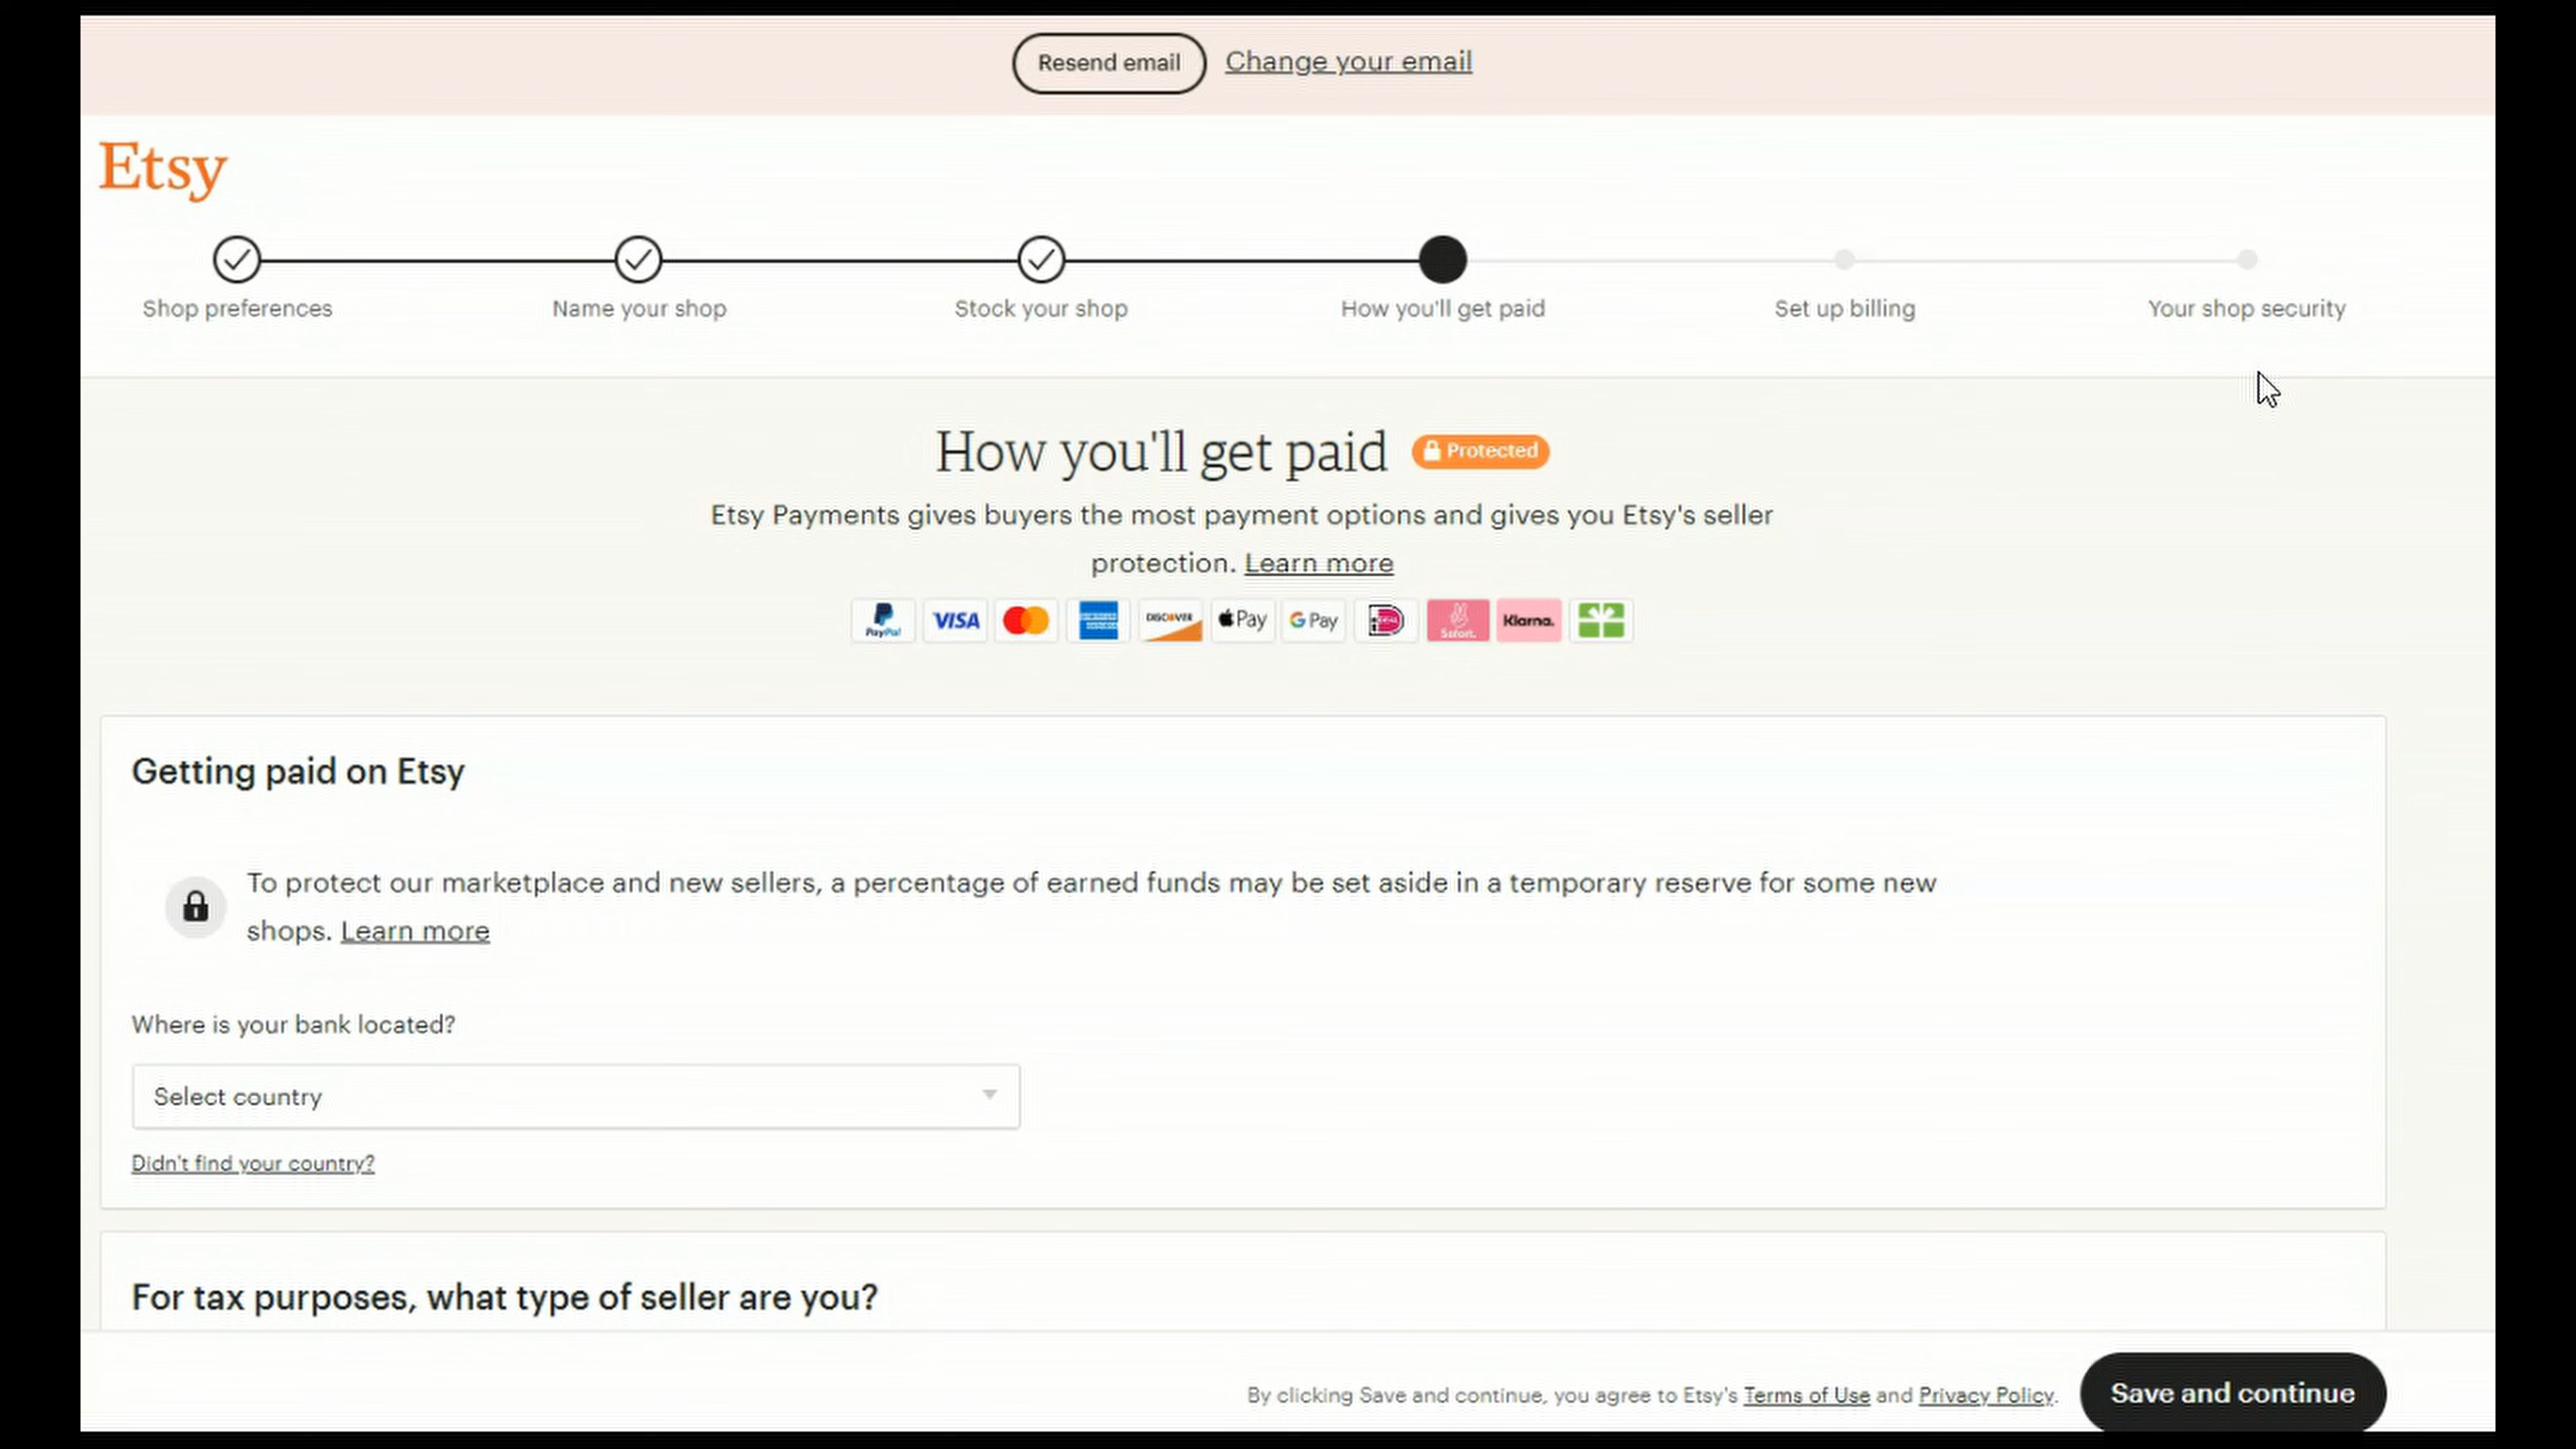 Resend email Change your email
Etsy
Shop preferences Name your shop Stock your shop How you'll get paid Set up billing Your shop security
How you'll get paid Protected
Etsy Payments gives buyers the most payment options and gives you Etsy's seller
protection. Learn more
PayPal VISA DISCOVER Pay G Pay Sofort. Klarna.
Getting paid on Etsy
To protect our marketplace and new sellers, a percentage of earned funds may be set aside in a temporary reserve for some new
shops. Learn more
Where is your bank located?
Select country
Didn't find your country?
For tax purposes, what type of seller are you?
By clicking Save and continue, you agree to Etsy's Terms of Use and Privacy Policy. Save and continue